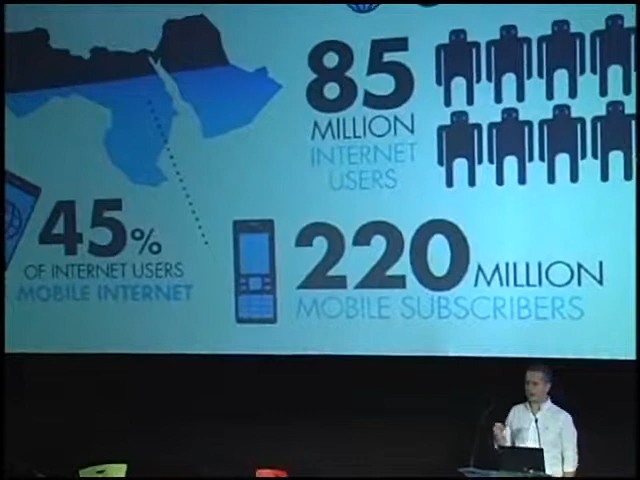 85
MILLION
INTERNET
USERS
45%
OF INTERNET USERS
MOBILE INTERNET
220 MILLION
MOBILE SUBSCRIBERS